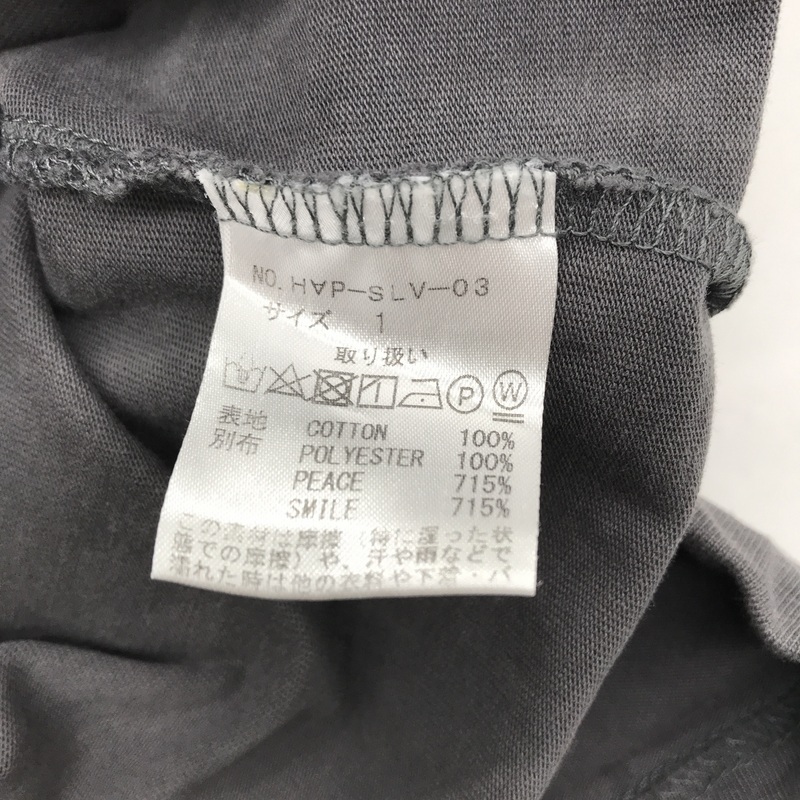 NO.H∀P-SLV-03
サイズ 1
取り扱い
P W
表地 COTTON 100%
別布 POLYESTER 100%
PEACE 715%
SMILE 715%
この素材は摩擦(特に湿った状
態での摩擦)や、汗や雨などで
濡れた時は他の衣料や下着・バ